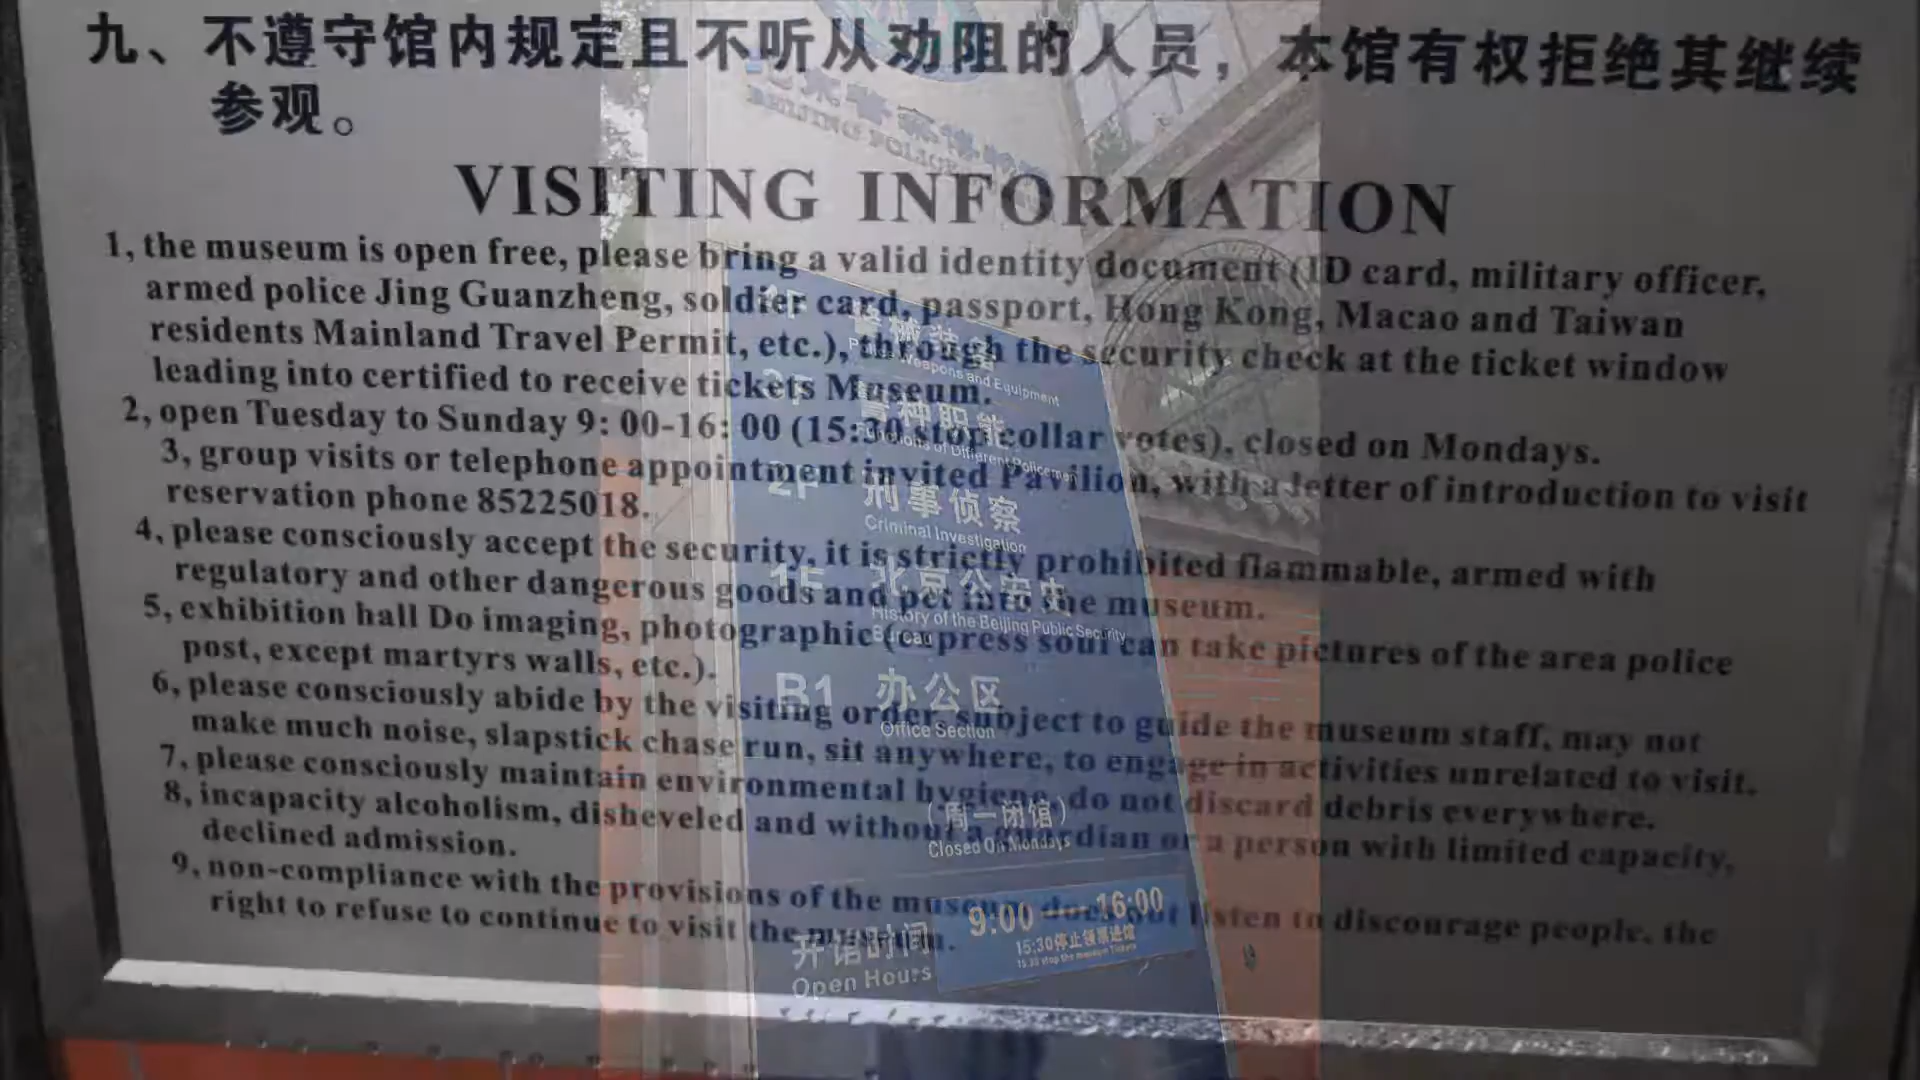 九、不遵守馆内规定且不听从劝阻的人员，本馆有权拒绝其继续
参观。
VISITING INFORMATION
1, the museum is open free, please bring a valid identity document (ID card, military officer,
armed police Jing Guanzheng, soldier card, passport, Hong Kong, Macao and Taiwan
residents Mainland Travel Permit, etc.), through the security check at the ticket window
leading into certified to receive tickets Museum.
2, open Tuesday to Sunday 9: 00-16: 00 (15:30 stop collar votes), closed on Mondays.
3, group visits or telephone appointment invited Pavilion, with a letter of introduction to visit
reservation phone 85225018.
4, please consciously accept the security, it is strictly prohibited flammable, armed with
regulatory and other dangerous goods and pet into the museum.
5, exhibition hall Do imaging, photographic (express soul can take pictures of the area police
post, except martyrs walls, etc.).
6, please consciously abide by the visiting order, subject to guide the museum staff, may not
make much noise, slapstick chase run, sit anywhere, to engage in activities unrelated to visit.
7, please consciously maintain environmental hygiene, do not discard debris everywhere.
8, incapacity alcoholism, disheveled and without a guardian or a person with limited capacity,
declined admission.
9, non-compliance with the provisions of the museum does not listen to discourage people, the
right to refuse to continue to visit the museum.
北京警察博物馆
BEIJING POLICE
警械装备
Police Weapons and Equipment
警种职能
Functions of Different Policemen
2F 刑事侦察
Criminal Investigation
1F 北京公安史
History of the Beijing Public Security
Bureau
B1 办公区
Office Section
(周一闭馆)
Closed On Mondays
开馆时间
Open Hours
9:00—16:00
15:30停止领票进馆